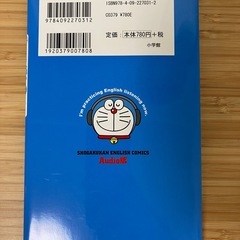 ISBN978-4-09-227031-2
C0379 ¥780E
9784092270312
定価：本体780円＋税
1920379007808
小学館
I'm practicing English listening now.
SHOGAKUKAN ENGLISH COMICS
AudioBook